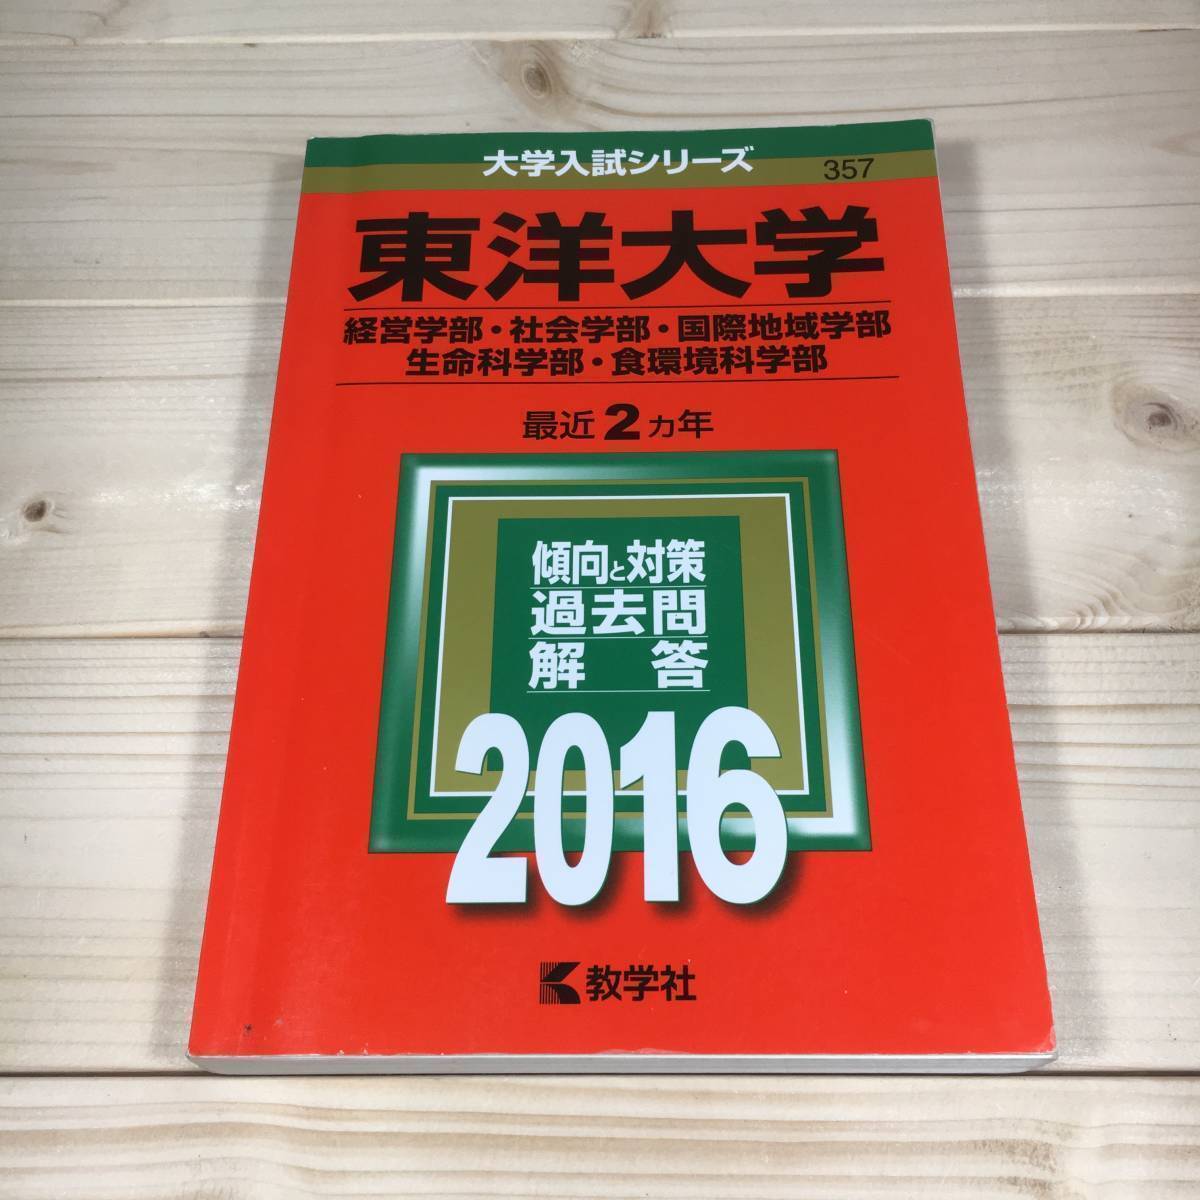 大学入試シリーズ 357
東洋大学
経営学部・社会学部・国際地域学部
生命科学部・食環境科学部
最近2ヵ年
傾向と対策
過去問
解答
2016
教学社